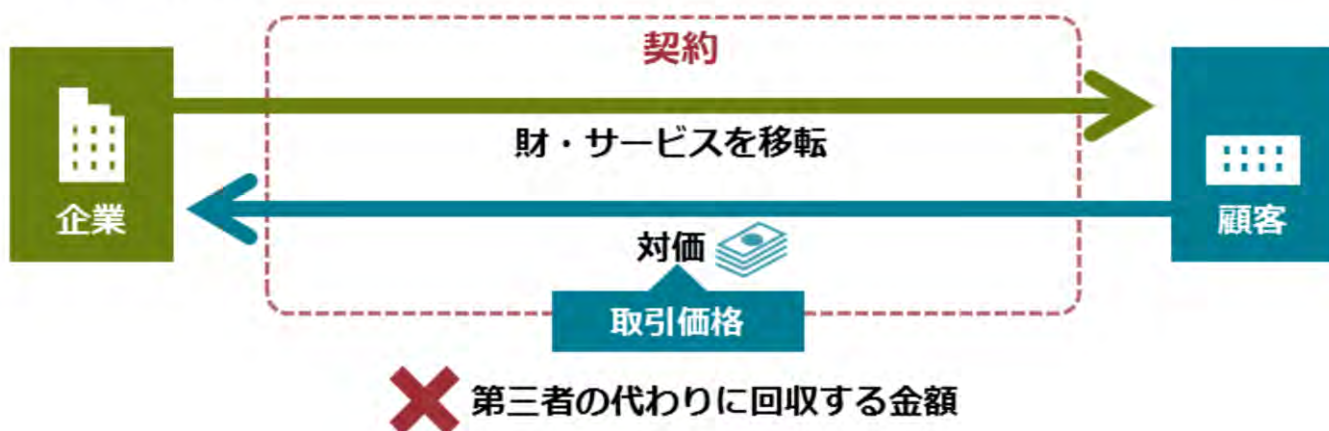 契約
財・サービスを移転
企業
顧客
対価
取引価格
第三者の代わりに回収する金額